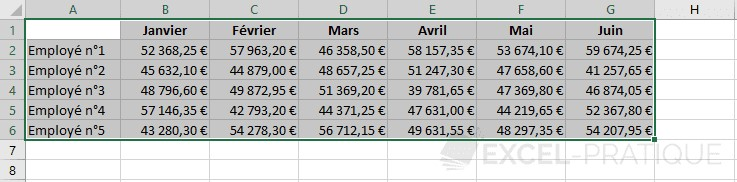 A B C D E F G H
1 Janvier Février Mars Avril Mai Juin
2 Employé n°1 52 368,25 € 57 963,20 € 46 358,50 € 58 157,35 € 53 674,10 € 59 674,25 €
3 Employé n°2 45 632,10 € 44 879,00 € 48 657,25 € 51 247,30 € 47 658,60 € 41 257,65 €
4 Employé n°3 48 796,60 € 49 872,95 € 51 369,20 € 39 781,65 € 47 369,80 € 46 874,05 €
5 Employé n°4 57 146,35 € 42 793,20 € 44 371,25 € 47 631,00 € 44 219,65 € 52 367,80 €
6 Employé n°5 43 280,30 € 54 278,30 € 56 712,15 € 49 631,55 € 48 297,35 € 54 207,95 €
7 EXCEL-PRATIQUE
8